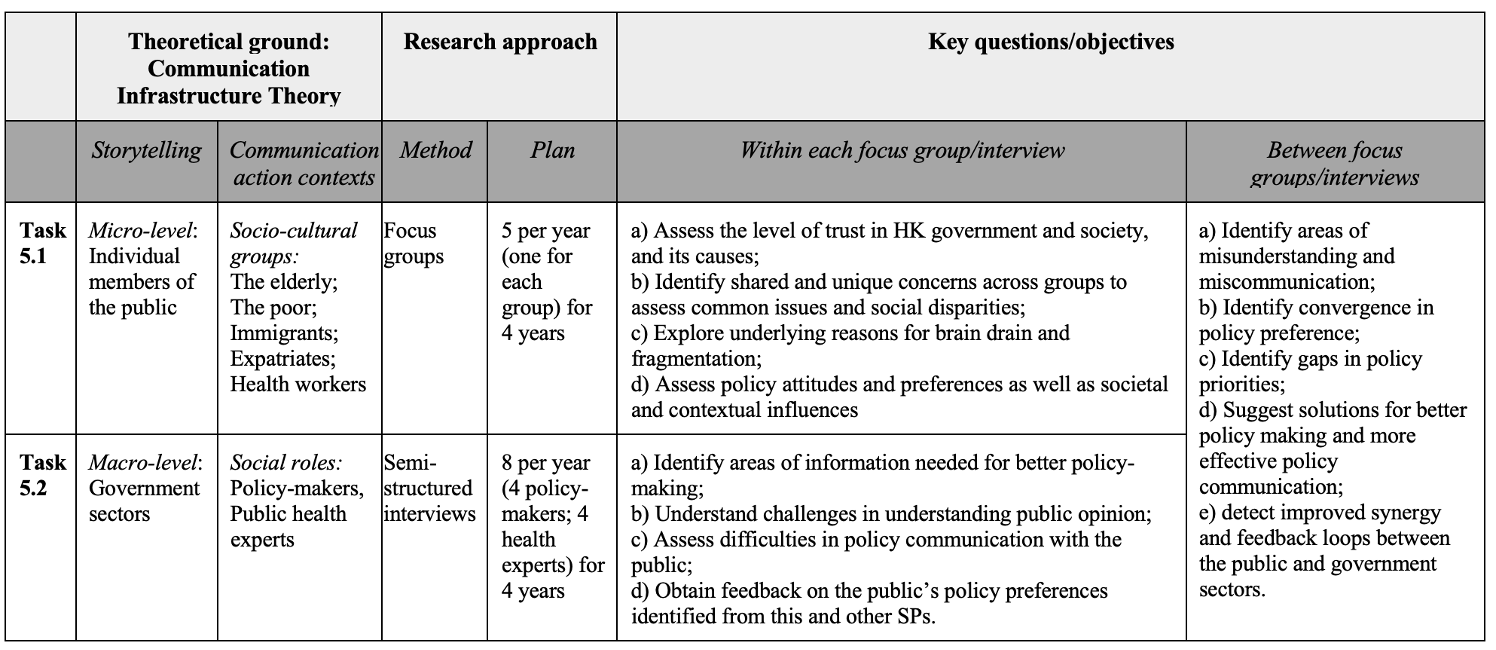 Theoretical ground:
Communication
Infrastructure Theory
Research approach
Key questions/objectives
Storytelling
Communication
action contexts
Method
Plan
Within each focus group/interview
Between focus
groups/interviews
Task
5.1
Micro-level:
Individual
members of
the public
Socio-cultural
groups:
The elderly;
The poor;
Immigrants;
Expatriates;
Health workers
Focus
groups
5 per year
(one for
each
group) for
4 years
a) Assess the level of trust in HK government and society,
and its causes;
b) Identify shared and unique concerns across groups to
assess common issues and social disparities;
c) Explore underlying reasons for brain drain and
fragmentation;
d) Assess policy attitudes and preferences as well as societal
and contextual influences
a) Identify areas of
misunderstanding and
miscommunication;
b) Identify convergence in
policy preference;
c) Identify gaps in policy
priorities;
d) Suggest solutions for better
policy making and more
effective policy
communication;
e) detect improved synergy
and feedback loops between
the public and government
sectors.
Task
5.2
Macro-level:
Government
sectors
Social roles:
Policy-makers,
Public health
experts
Semi-
structured
interviews
8 per year
(4 policy-
makers; 4
health
experts) for
4 years
a) Identify areas of information needed for better policy-
making;
b) Understand challenges in understanding public opinion;
c) Assess difficulties in policy communication with the
public;
d) Obtain feedback on the public’s policy preferences
identified from this and other SPs.